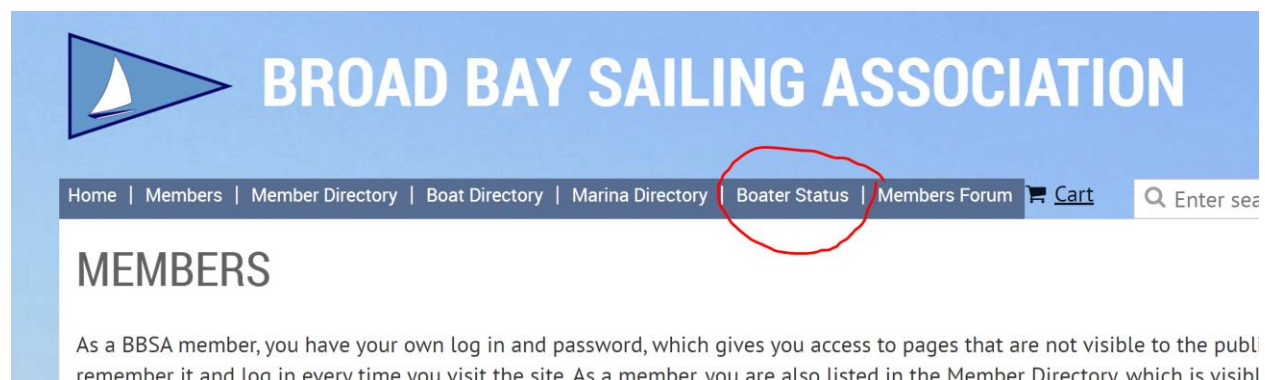 BROAD BAY SAILING ASSOCIATION
Home | Members | Member Directory | Boat Directory | Marina Directory | Boater Status | Members Forum Cart Enter sea
MEMBERS
As a BBSA member, you have your own log in and password, which gives you access to pages that are not visible to the publi
remember it and log in every time you visit the site. As a member, you are also listed in the Member Directory, which is visibl